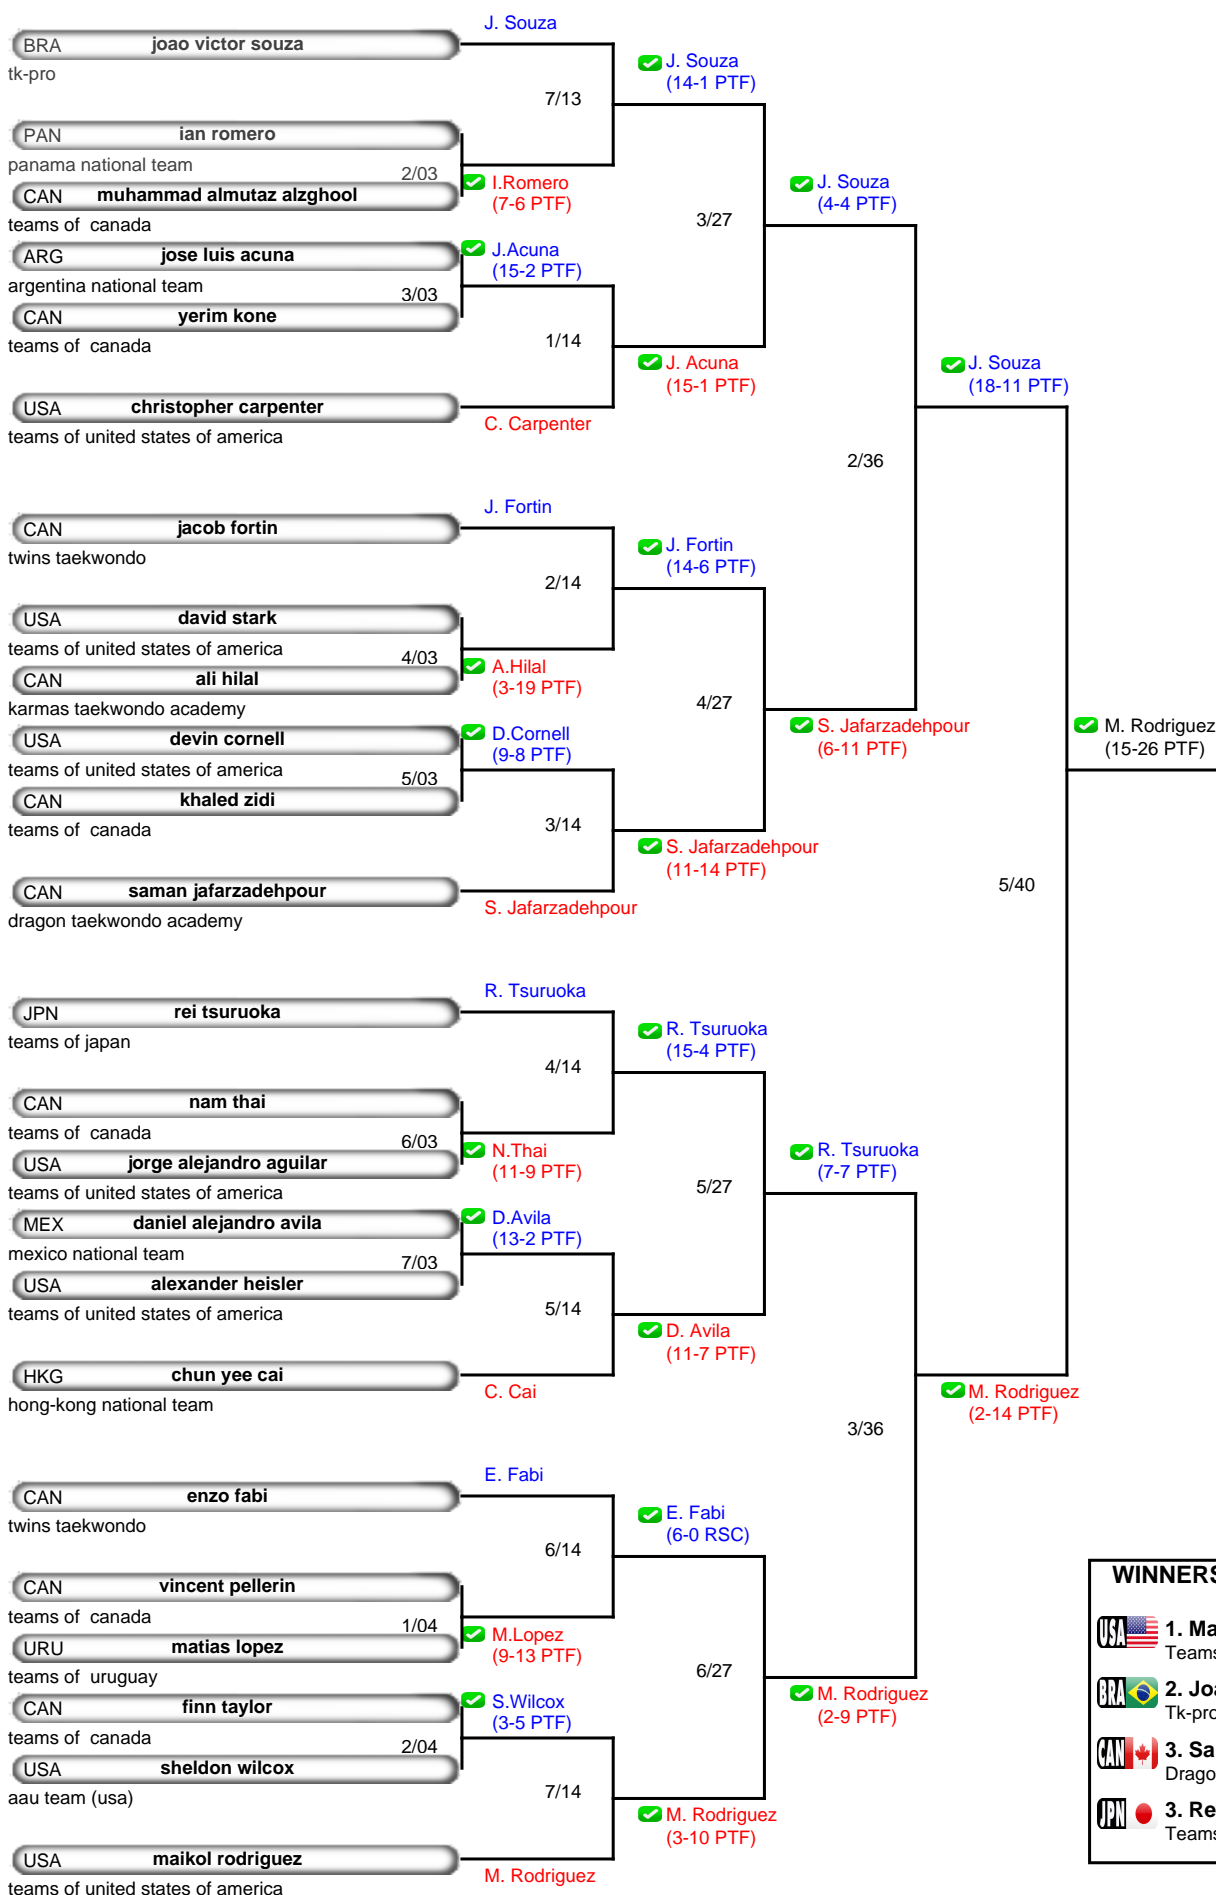 J. Souza
BRA joao victor souza
tk-pro
J. Souza
(14-1 PTF)
7/13
PAN ian romero
panama national team
2/03
I.Romero
(7-6 PTF)
CAN muhammad almutaz alzghool
teams of canada
J. Souza
(4-4 PTF)
3/27
ARG jose luis acuna
argentina national team
J.Acuna
(15-2 PTF)
3/03
CAN yerim kone
teams of canada
1/14
J. Acuna
(15-1 PTF)
J. Souza
(18-11 PTF)
USA christopher carpenter
teams of united states of america
C. Carpenter
2/36
J. Fortin
CAN jacob fortin
twins taekwondo
J. Fortin
(14-6 PTF)
2/14
USA david stark
teams of united states of america
4/03
A.Hilal
(3-19 PTF)
CAN ali hilal
karmas taekwondo academy
4/27
S. Jafarzadehpour
(6-11 PTF)
M. Rodriguez
(15-26 PTF)
USA devin cornell
teams of united states of america
D.Cornell
(9-8 PTF)
5/03
CAN khaled zidi
teams of canada
3/14
S. Jafarzadehpour
(11-14 PTF)
5/40
CAN saman jafarzadehpour
dragon taekwondo academy
S. Jafarzadehpour
R. Tsuruoka
JPN rei tsuruoka
teams of japan
R. Tsuruoka
(15-4 PTF)
4/14
CAN nam thai
teams of canada
6/03
N.Thai
(11-9 PTF)
USA jorge alejandro aguilar
teams of united states of america
R. Tsuruoka
(7-7 PTF)
5/27
MEX daniel alejandro avila
mexico national team
D.Avila
(13-2 PTF)
7/03
USA alexander heisler
teams of united states of america
5/14
D. Avila
(11-7 PTF)
HKG chun yee cai
hong-kong national team
C. Cai
M. Rodriguez
(2-14 PTF)
3/36
E. Fabi
CAN enzo fabi
twins taekwondo
E. Fabi
(6-0 RSC)
6/14
CAN vincent pellerin
teams of canada
1/04
M.Lopez
(9-13 PTF)
URU matias lopez
teams of uruguay
6/27
M. Rodriguez
(2-9 PTF)
CAN finn taylor
teams of canada
S.Wilcox
(3-5 PTF)
2/04
USA sheldon wilcox
aau team (usa)
7/14
M. Rodriguez
(3-10 PTF)
USA maikol rodriguez
teams of united states of america
M. Rodriguez
WINNERS
USA 1. Ma
Teams
BRA 2. Joa
Tk-pro
CAN 3. Sa
Drago
JPN 3. Re
Teams